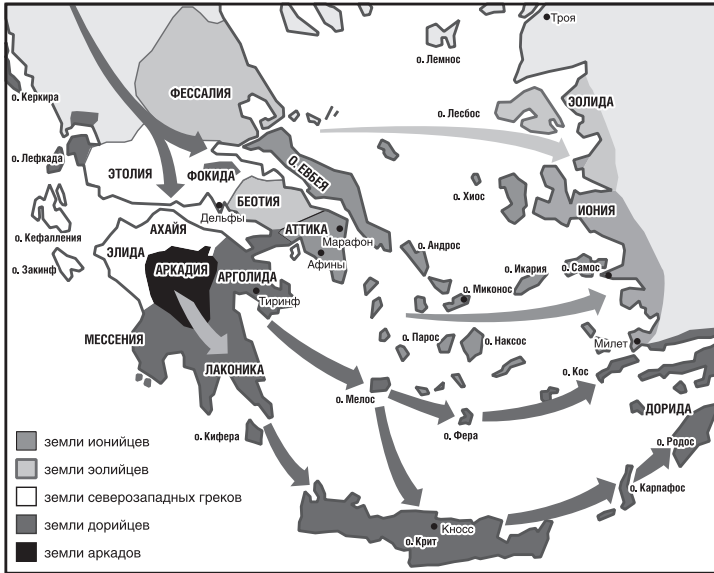 Троя
о. Лемнос
о. Керкира
ФЕССАЛИЯ
ЭОЛИДА
о. Лесбос
о. Лефкада
ЭТОЛИЯ
ФОКИДА
О. ЕВБЕЯ
о. Хиос
БЕОТИЯ
ИОНИЯ
Дельфы
АХАЙЯ
АТТИКА
о. Кефалления
Марафон
ЭЛИДА
о. Андрос
Афины
о. Закинф
АРКАДИЯ
АРГОЛИДА
о. Икария
о. Самос
о. Миконос
Тиринф
МЕССЕНИЯ
о. Парос
о. Наксос
Милет
ЛАКОНИКА
о. Кос
о. Мелос
ДОРИДА
о. Кифера
о. Фера
о. Родос
земли ионийцев
земли эолийцев
о. Карпафос
земли северозападных греков
земли дорийцев
Кносс
о. Крит
земли аркадов